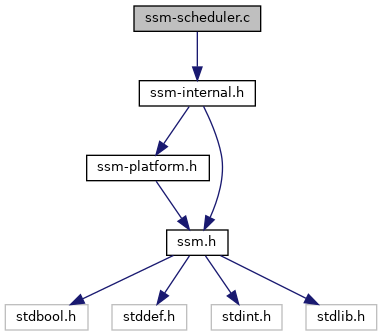 ssm-scheduler.c
ssm-internal.h
ssm-platform.h
ssm.h
stdbool.h
stddef.h
stdint.h
stdlib.h